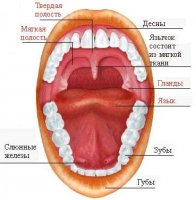 Твердая
полость
Мягкая
полость
Десны
Язычок
состоит
из мягкой
ткани
Гланды
Язык
Слюнные
железы
Зубы
Губы